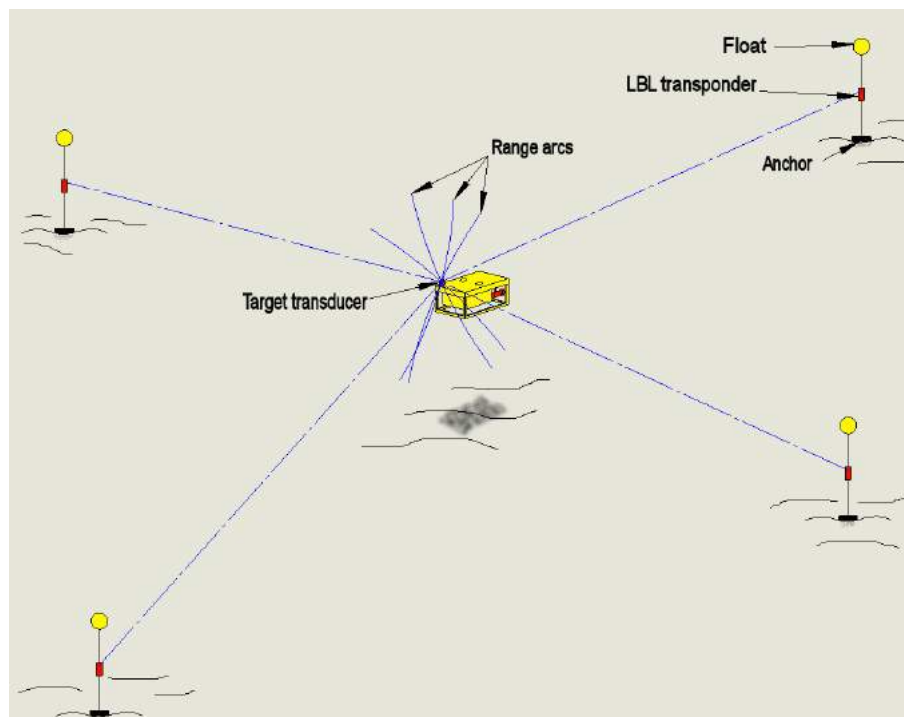 Float
LBL transponder
Anchor
Range arcs
Target transducer